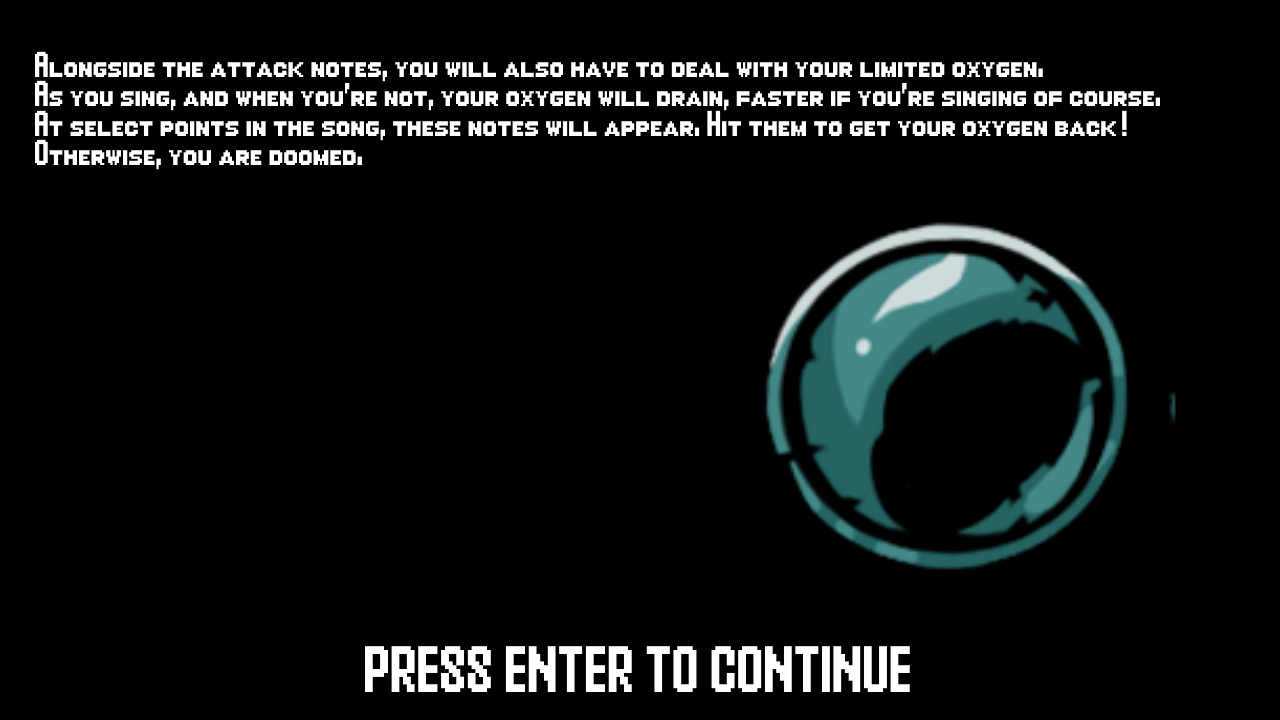 Alongside the attack notes, you will also have to deal with your limited oxygen.
As you sing, and when you're not, your oxygen will drain, faster if you're singing of course.
At select points in the song, these notes will appear. Hit them to get your oxygen back!
Otherwise, you are doomed.
PRESS ENTER TO CONTINUE